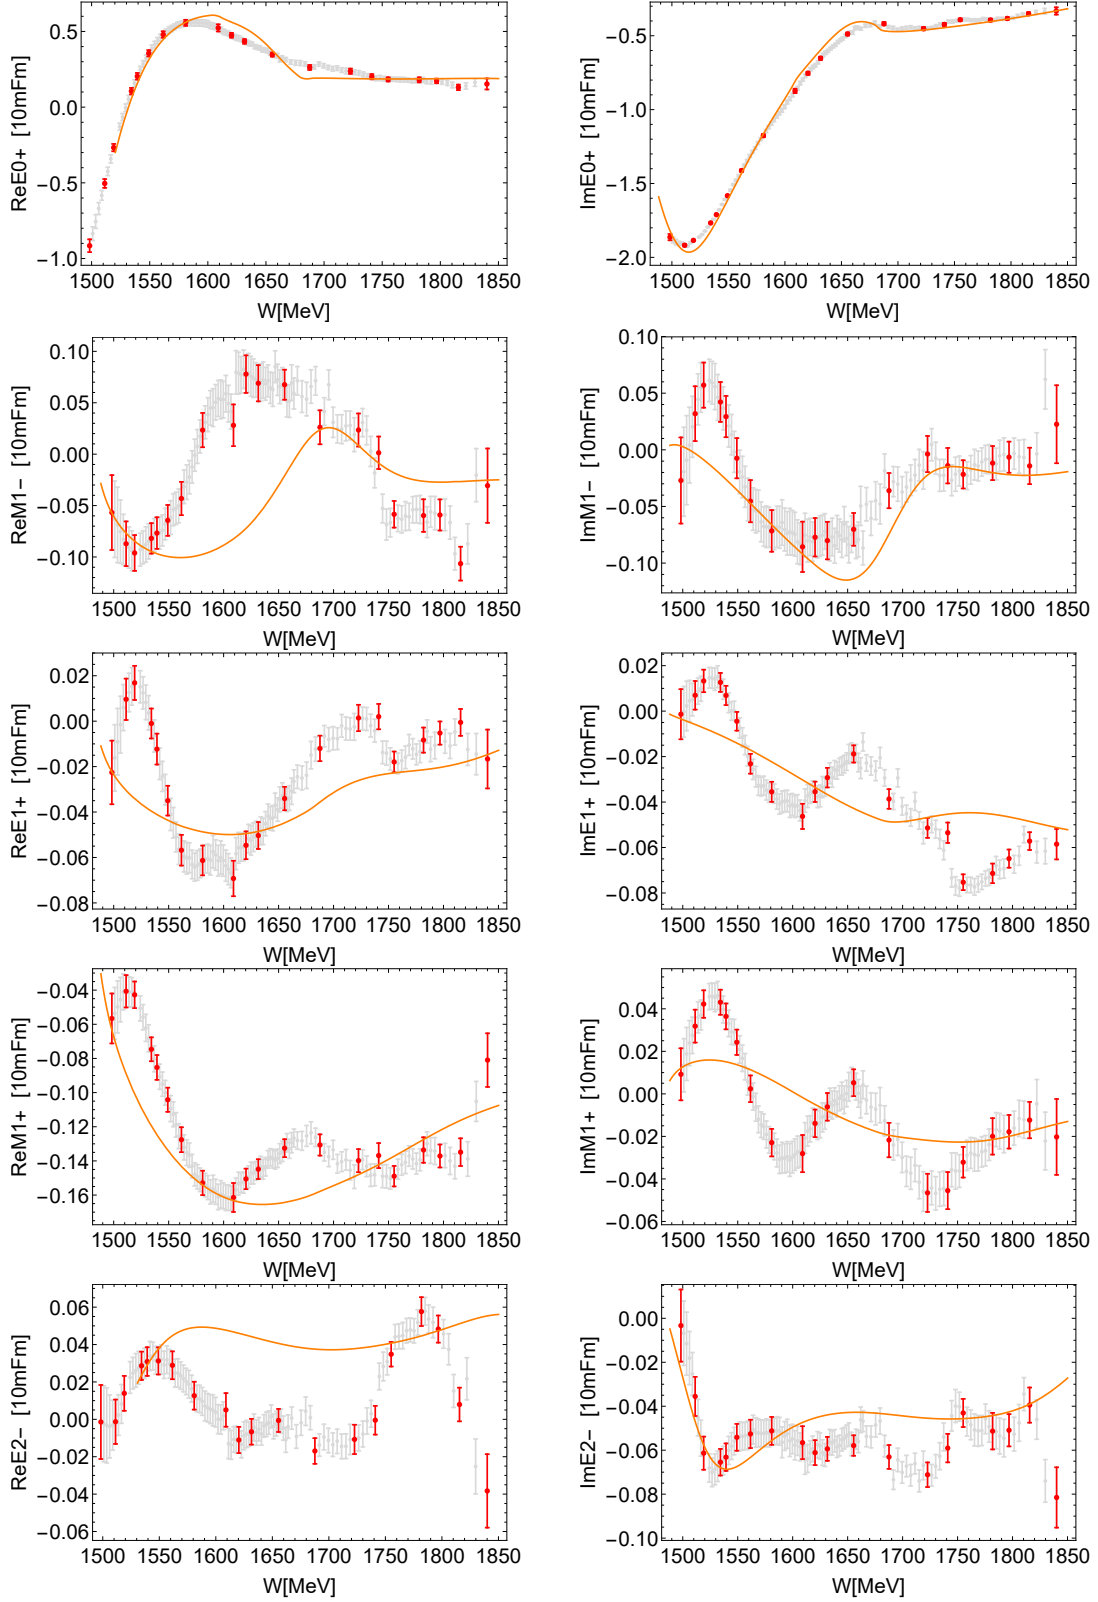 ReE0+ [10mFm]
0.5
0.0
−0.5
−1.0
1500 1550 1600 1650 1700 1750 1800 1850
W[MeV]
ImE0+ [10mFm]
−0.5
−1.0
−1.5
−2.0
1500 1550 1600 1650 1700 1750 1800 1850
W[MeV]
ReM1− [10mFm]
0.10
0.05
0.00
−0.05
−0.10
1500 1550 1600 1650 1700 1750 1800 1850
W[MeV]
ImM1− [10mFm]
0.10
0.05
0.00
−0.05
−0.10
1500 1550 1600 1650 1700 1750 1800 1850
W[MeV]
ReE1+ [10mFm]
0.02
0.00
−0.02
−0.04
−0.06
−0.08
1500 1550 1600 1650 1700 1750 1800 1850
W[MeV]
ImE1+ [10mFm]
0.02
0.00
−0.02
−0.04
−0.06
−0.08
1500 1550 1600 1650 1700 1750 1800 1850
W[MeV]
ReM1+ [10mFm]
−0.04
−0.06
−0.08
−0.10
−0.12
−0.14
−0.16
1500 1550 1600 1650 1700 1750 1800 1850
W[MeV]
ImM1+ [10mFm]
0.04
0.02
0.00
−0.02
−0.04
−0.06
1500 1550 1600 1650 1700 1750 1800 1850
W[MeV]
ReE2− [10mFm]
0.06
0.04
0.02
0.00
−0.02
−0.04
−0.06
1500 1550 1600 1650 1700 1750 1800 1850
W[MeV]
ImE2− [10mFm]
0.00
−0.02
−0.04
−0.06
−0.08
−0.10
1500 1550 1600 1650 1700 1750 1800 1850
W[MeV]